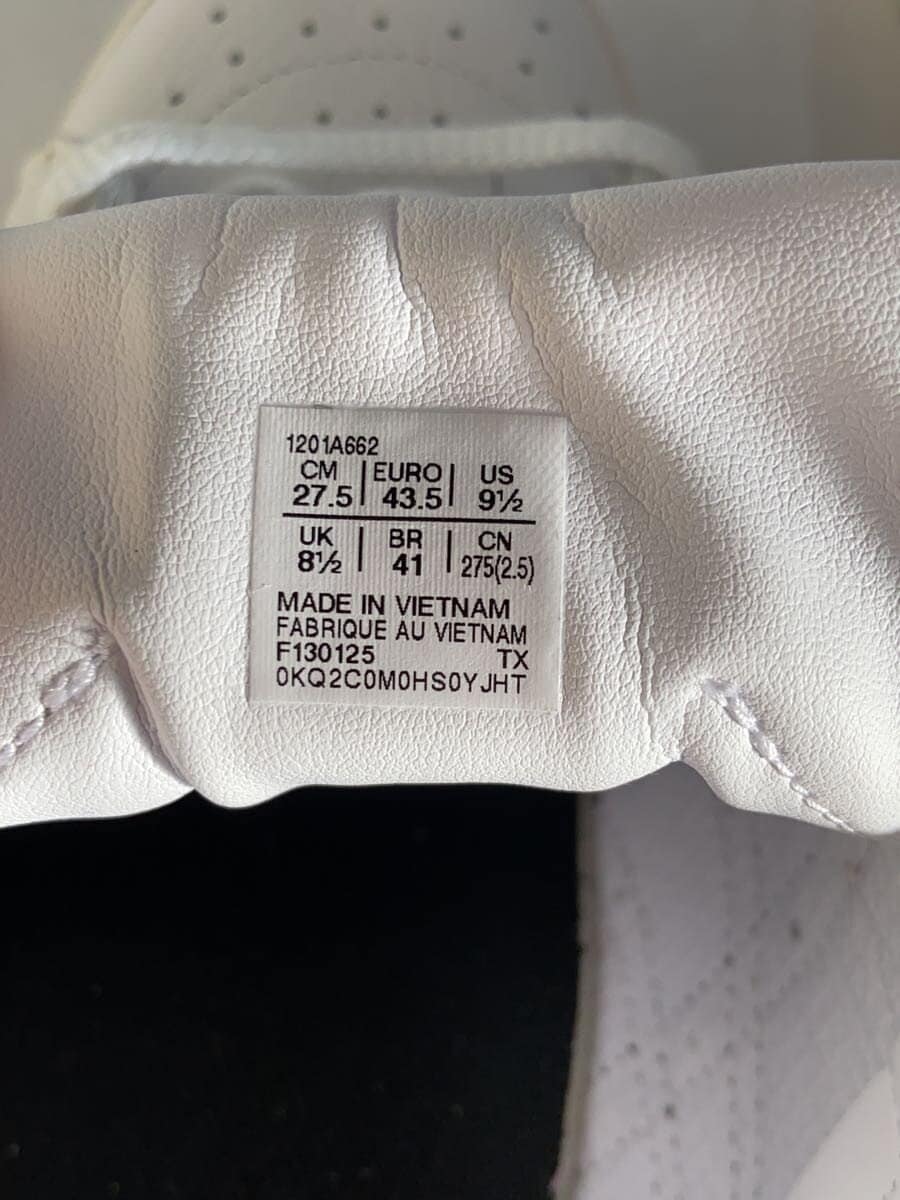 1201A662
CM | EURO | US
27.5 | 43.5 | 9½
UK | BR | CN
8½ | 41 | 275(2.5)
MADE IN VIETNAM
FABRIQUE AU VIETNAM
F130125 TX
0KQ2C0M0HS0YJHT